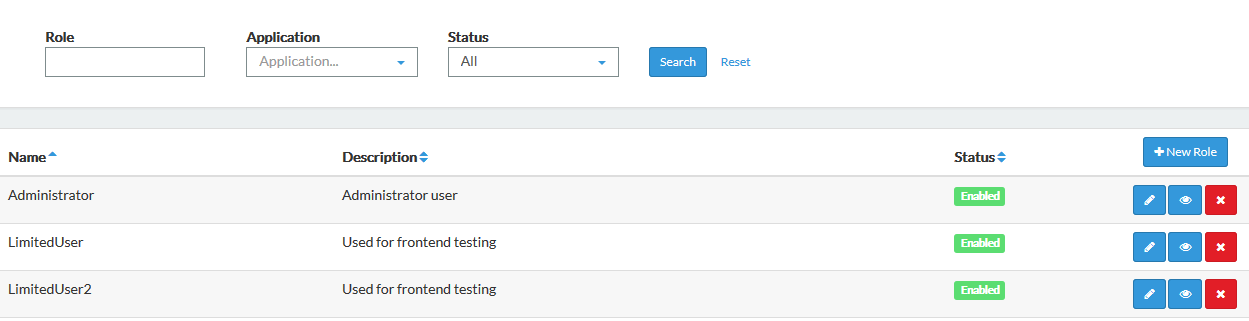 Role Application Status
Application... All Search Reset
Name Description Status New Role
Administrator Administrator user Enabled
LimitedUser Used for frontend testing Enabled
LimitedUser2 Used for frontend testing Enabled